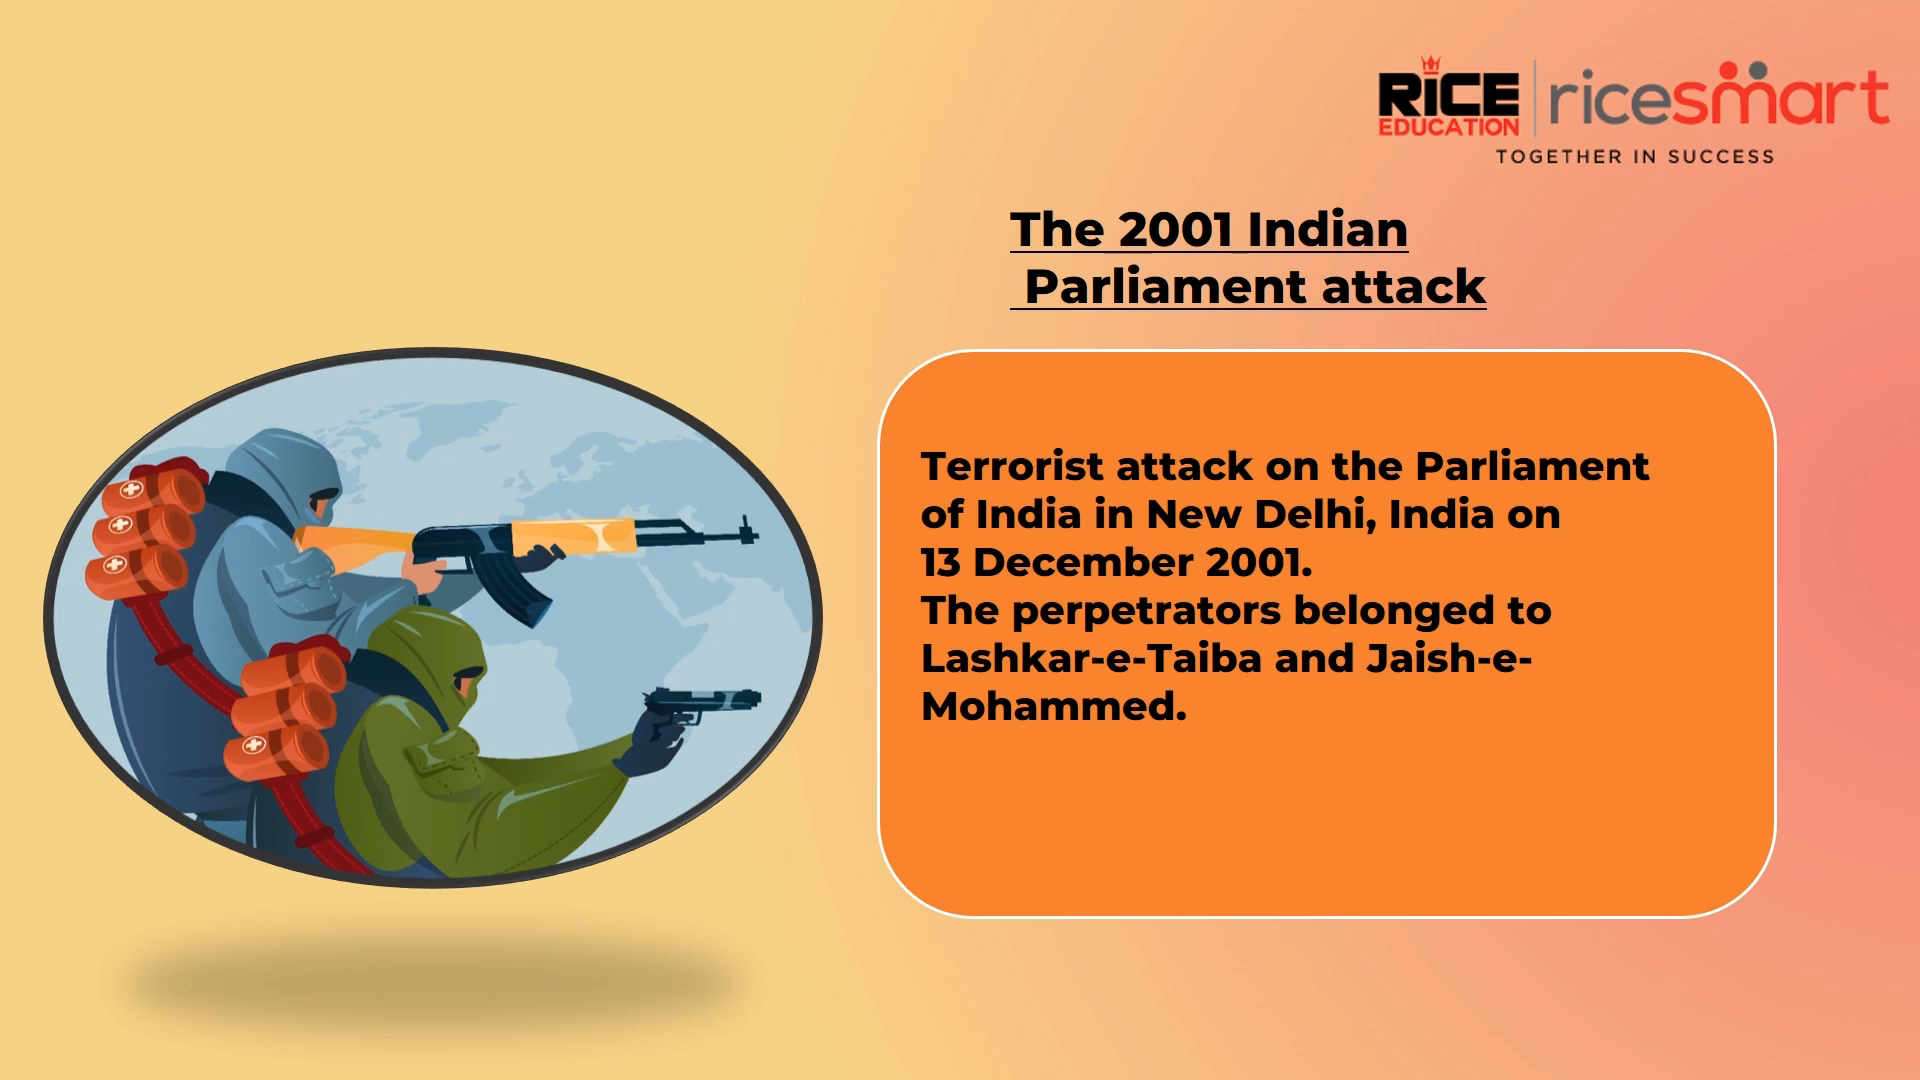 RiCE
EDUCATION
ricesmart
TOGETHER IN SUCCESS
The 2001 Indian
Parliament attack
Terrorist attack on the Parliament
of India in New Delhi, India on
13 December 2001.
The perpetrators belonged to
Lashkar-e-Taiba and Jaish-e-
Mohammed.